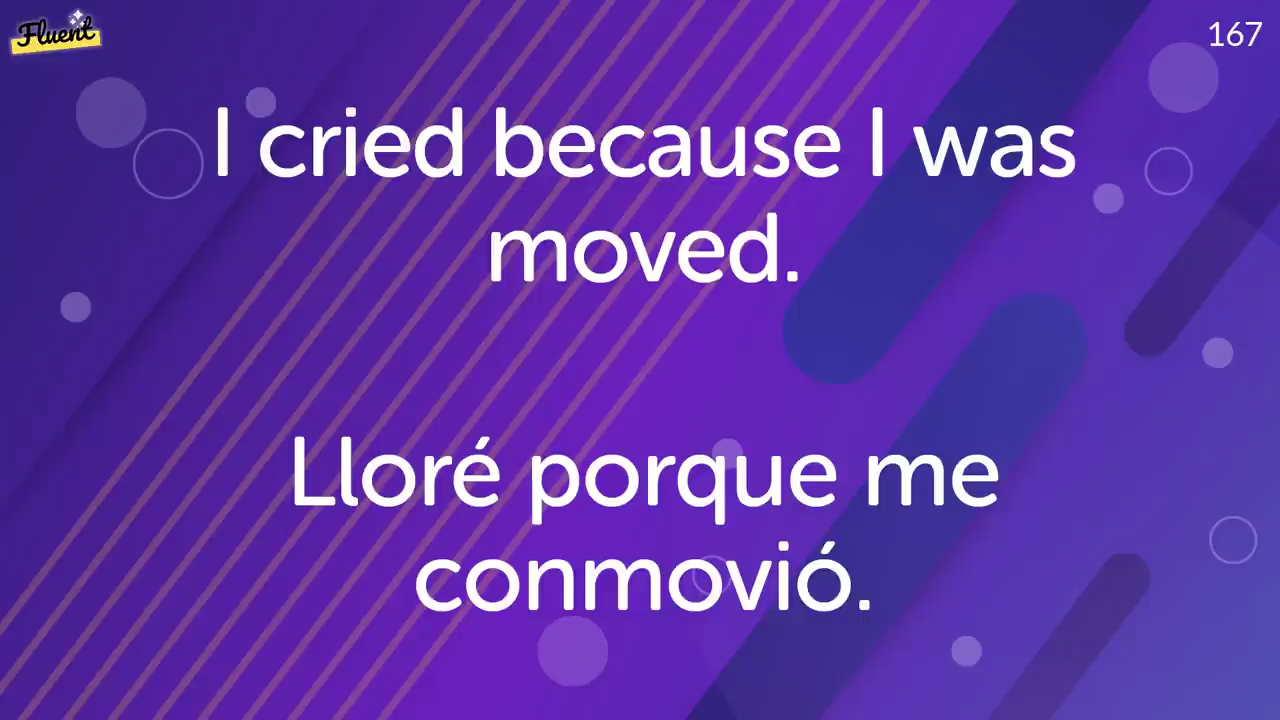 Fluent
167
I cried because I was
moved.
Lloré porque me
conmovió.